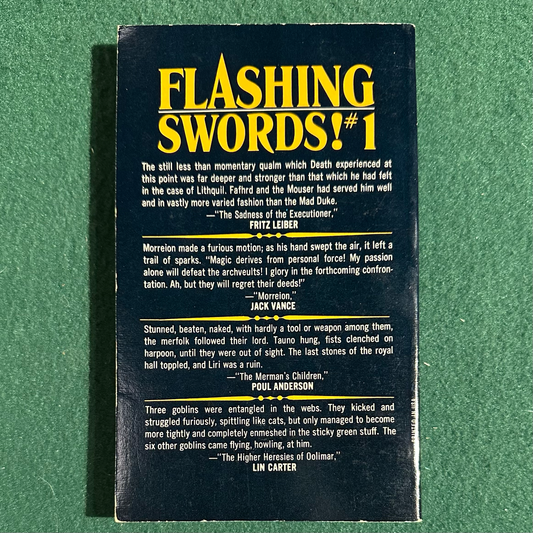 FLASHING
SWORDS!#1
The still less than momentary qualm which Death experienced at
this point was far deeper and stronger than that which he had felt
in the case of Lithquil. Fafhrd and the Mouser had served him well
and in vastly more varied fashion than the Mad Duke.
—"The Sadness of the Executioner,"
FRITZ LEIBER
Morreion made a furious motion; as his hand swept the air, it left a
trail of sparks. "Magic derives from personal force! My passion
alone will defeat the archveults! I glory in the forthcoming confron-
tation. Ah, but they will regret their deeds!"
—"Morreion,"
JACK VANCE
Stunned, beaten, naked, with hardly a tool or weapon among them,
the merfolk followed their lord. Tauno hung, fists clenched on
harpoon, until they were out of sight. The last stones of the royal
hall toppled, and Liri was a ruin.
—"The Merman's Children,"
POUL ANDERSON
Three goblins were entangled in the webs. They kicked and
struggled furiously, spittling like cats, but only managed to become
more tightly and completely enmeshed in the sticky green stuff. The
six other goblins came flying, howling, at him.
—"The Higher Heresies of Oolimar,"
LIN CARTER
PRINTED IN U.S.A.